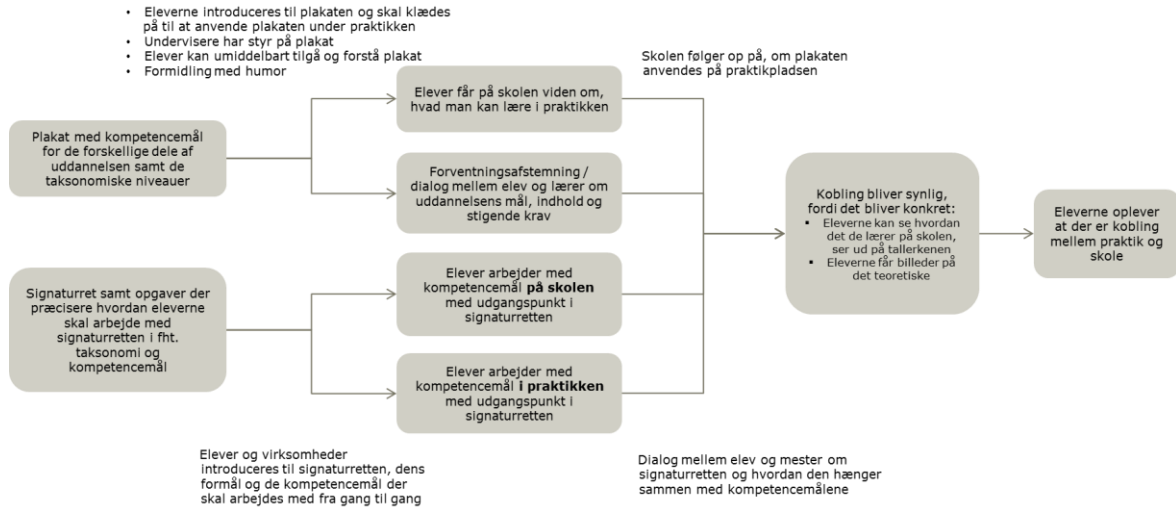 • Eleverne introduceres til plakaten og skal klædes
på til at anvende plakaten under praktikken
• Undervisere har styr på plakat
• Elever kan umiddelbart tilgå og forstå plakat
• Formidling med humor
Skolen følger op på, om plakaten
anvendes på praktikpladsen
Plakat med kompetencemål
for de forskellige dele af
uddannelsen samt de
taksonomiske niveauer
Elever får på skolen viden om,
hvad man kan lære i praktikken
Forventningsafstemning /
dialog mellem elev og lærer om
uddannelsens mål, indhold og
stigende krav
Signaturret samt opgaver der
præcisere hvordan eleverne
skal arbejde med
signaturretten i fht.
taksonomi og
kompetencemål
Elever arbejder med
kompetencemål på skolen
med udgangspunkt i
signaturretten
Elever arbejder med
kompetencemål i praktikken
med udgangspunkt i
signaturretten
Kobling bliver synlig,
fordi det bliver konkret:
▪ Eleverne kan se hvordan
det de lærer på skolen,
ser ud på tallerkenen
▪ Eleverne får billeder på
det teoretiske
Eleverne oplever
at der er kobling
mellem praktik og
skole
Elever og virksomheder
introduceres til signaturretten, dens
formål og de kompetencemål der
skal arbejdes med fra gang til gang
Dialog mellem elev og mester om
signaturretten og hvordan den hænger
sammen med kompetencemålene